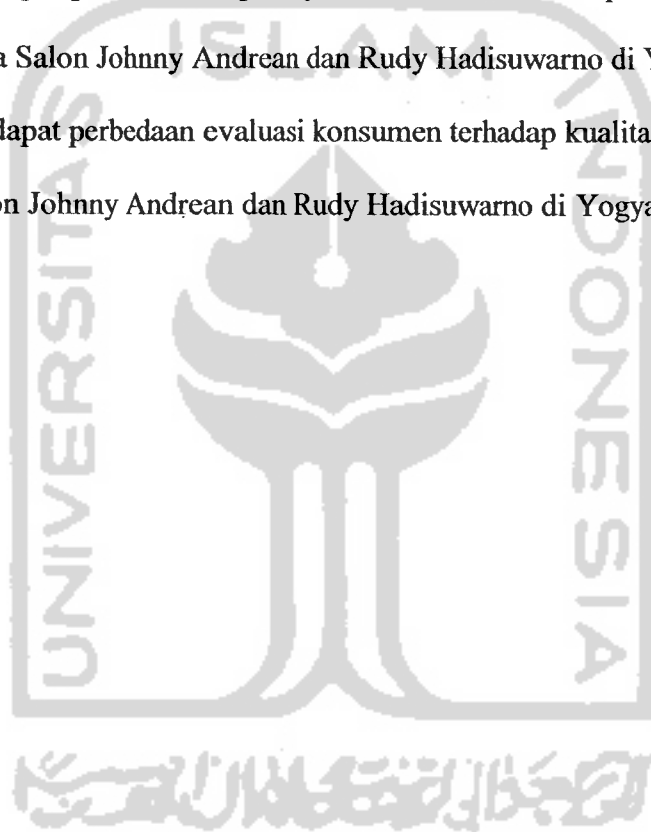 a Salon Johnny Andrean dan Rudy Hadisuwarno di Y
dapat perbedaan evaluasi konsumen terhadap kualita
on Johnny Andrean dan Rudy Hadisuwarno di Yogya
ISLAM
UNIVERSITAS
INDONESIA